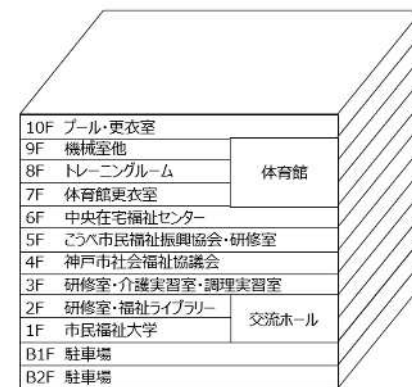 10F プール・更衣室
9F 機械室他
8F トレーニングルーム
体育館
7F 体育館更衣室
6F 中央在宅福祉センター
5F こうべ市民福祉振興協会・研修室
4F 神戸市社会福祉協議会
3F 研修室・介護実習室・調理実習室
2F 研修室・福祉ライブラリー
交流ホール
1F 市民福祉大学
B1F 駐車場
B2F 駐車場